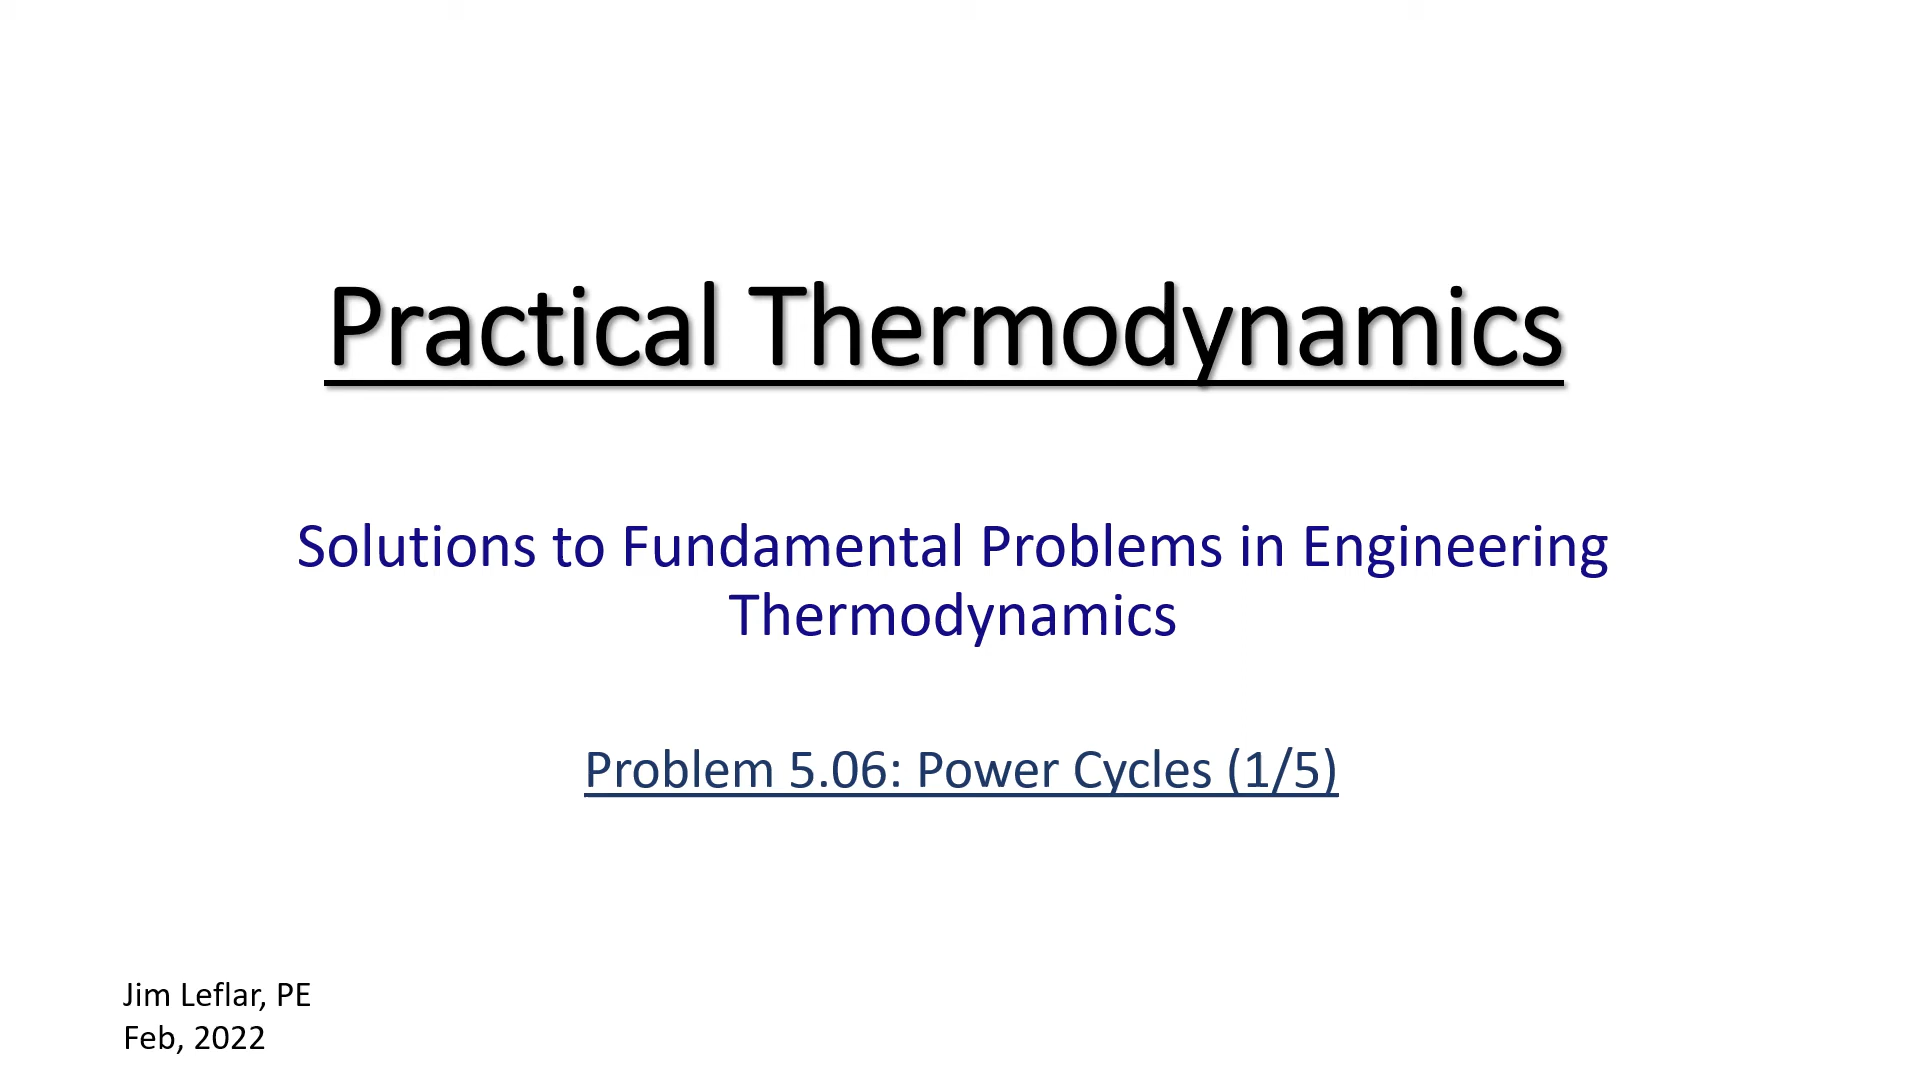 Practical Thermodynamics
Solutions to Fundamental Problems in Engineering
Thermodynamics
Problem 5.06: Power Cycles (1/5)
Jim Leflar, PE
Feb, 2022